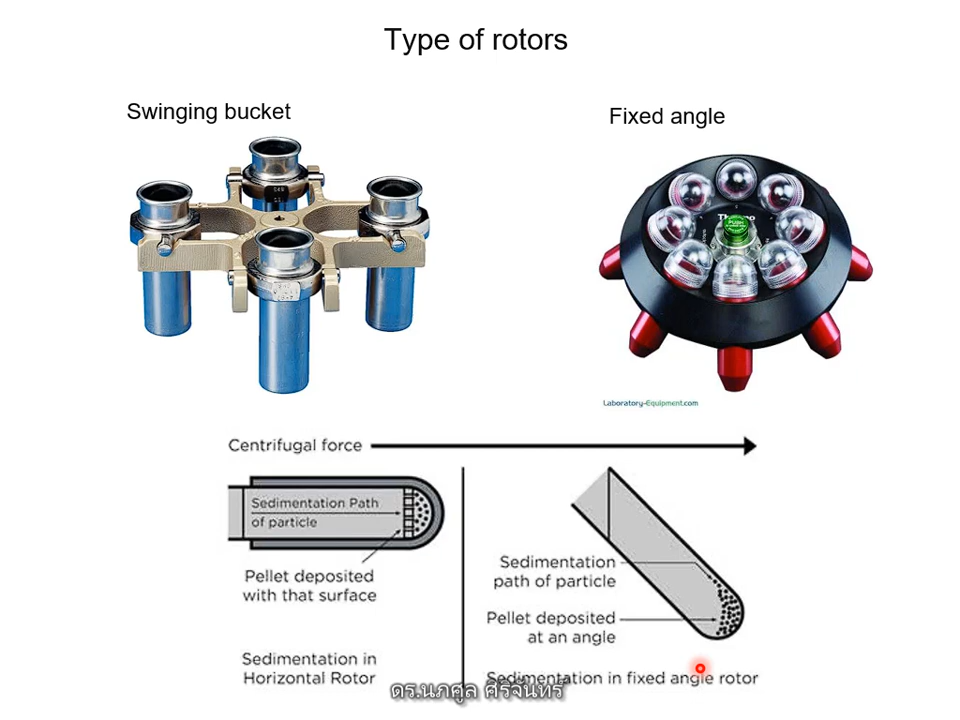 Type of rotors
Swinging bucket
Fixed angle
PUSH
Laboratory-Equipment.com
Centrifugal force
Sedimentation Path
of particle
Pellet deposited
with that surface
Sedimentation in
Horizontal Rotor
Sedimentation
path of particle
Pellet deposited
at an angle
Sedimentation in fixed angle rotor
ดร.นภศูล ศิริจันทร์